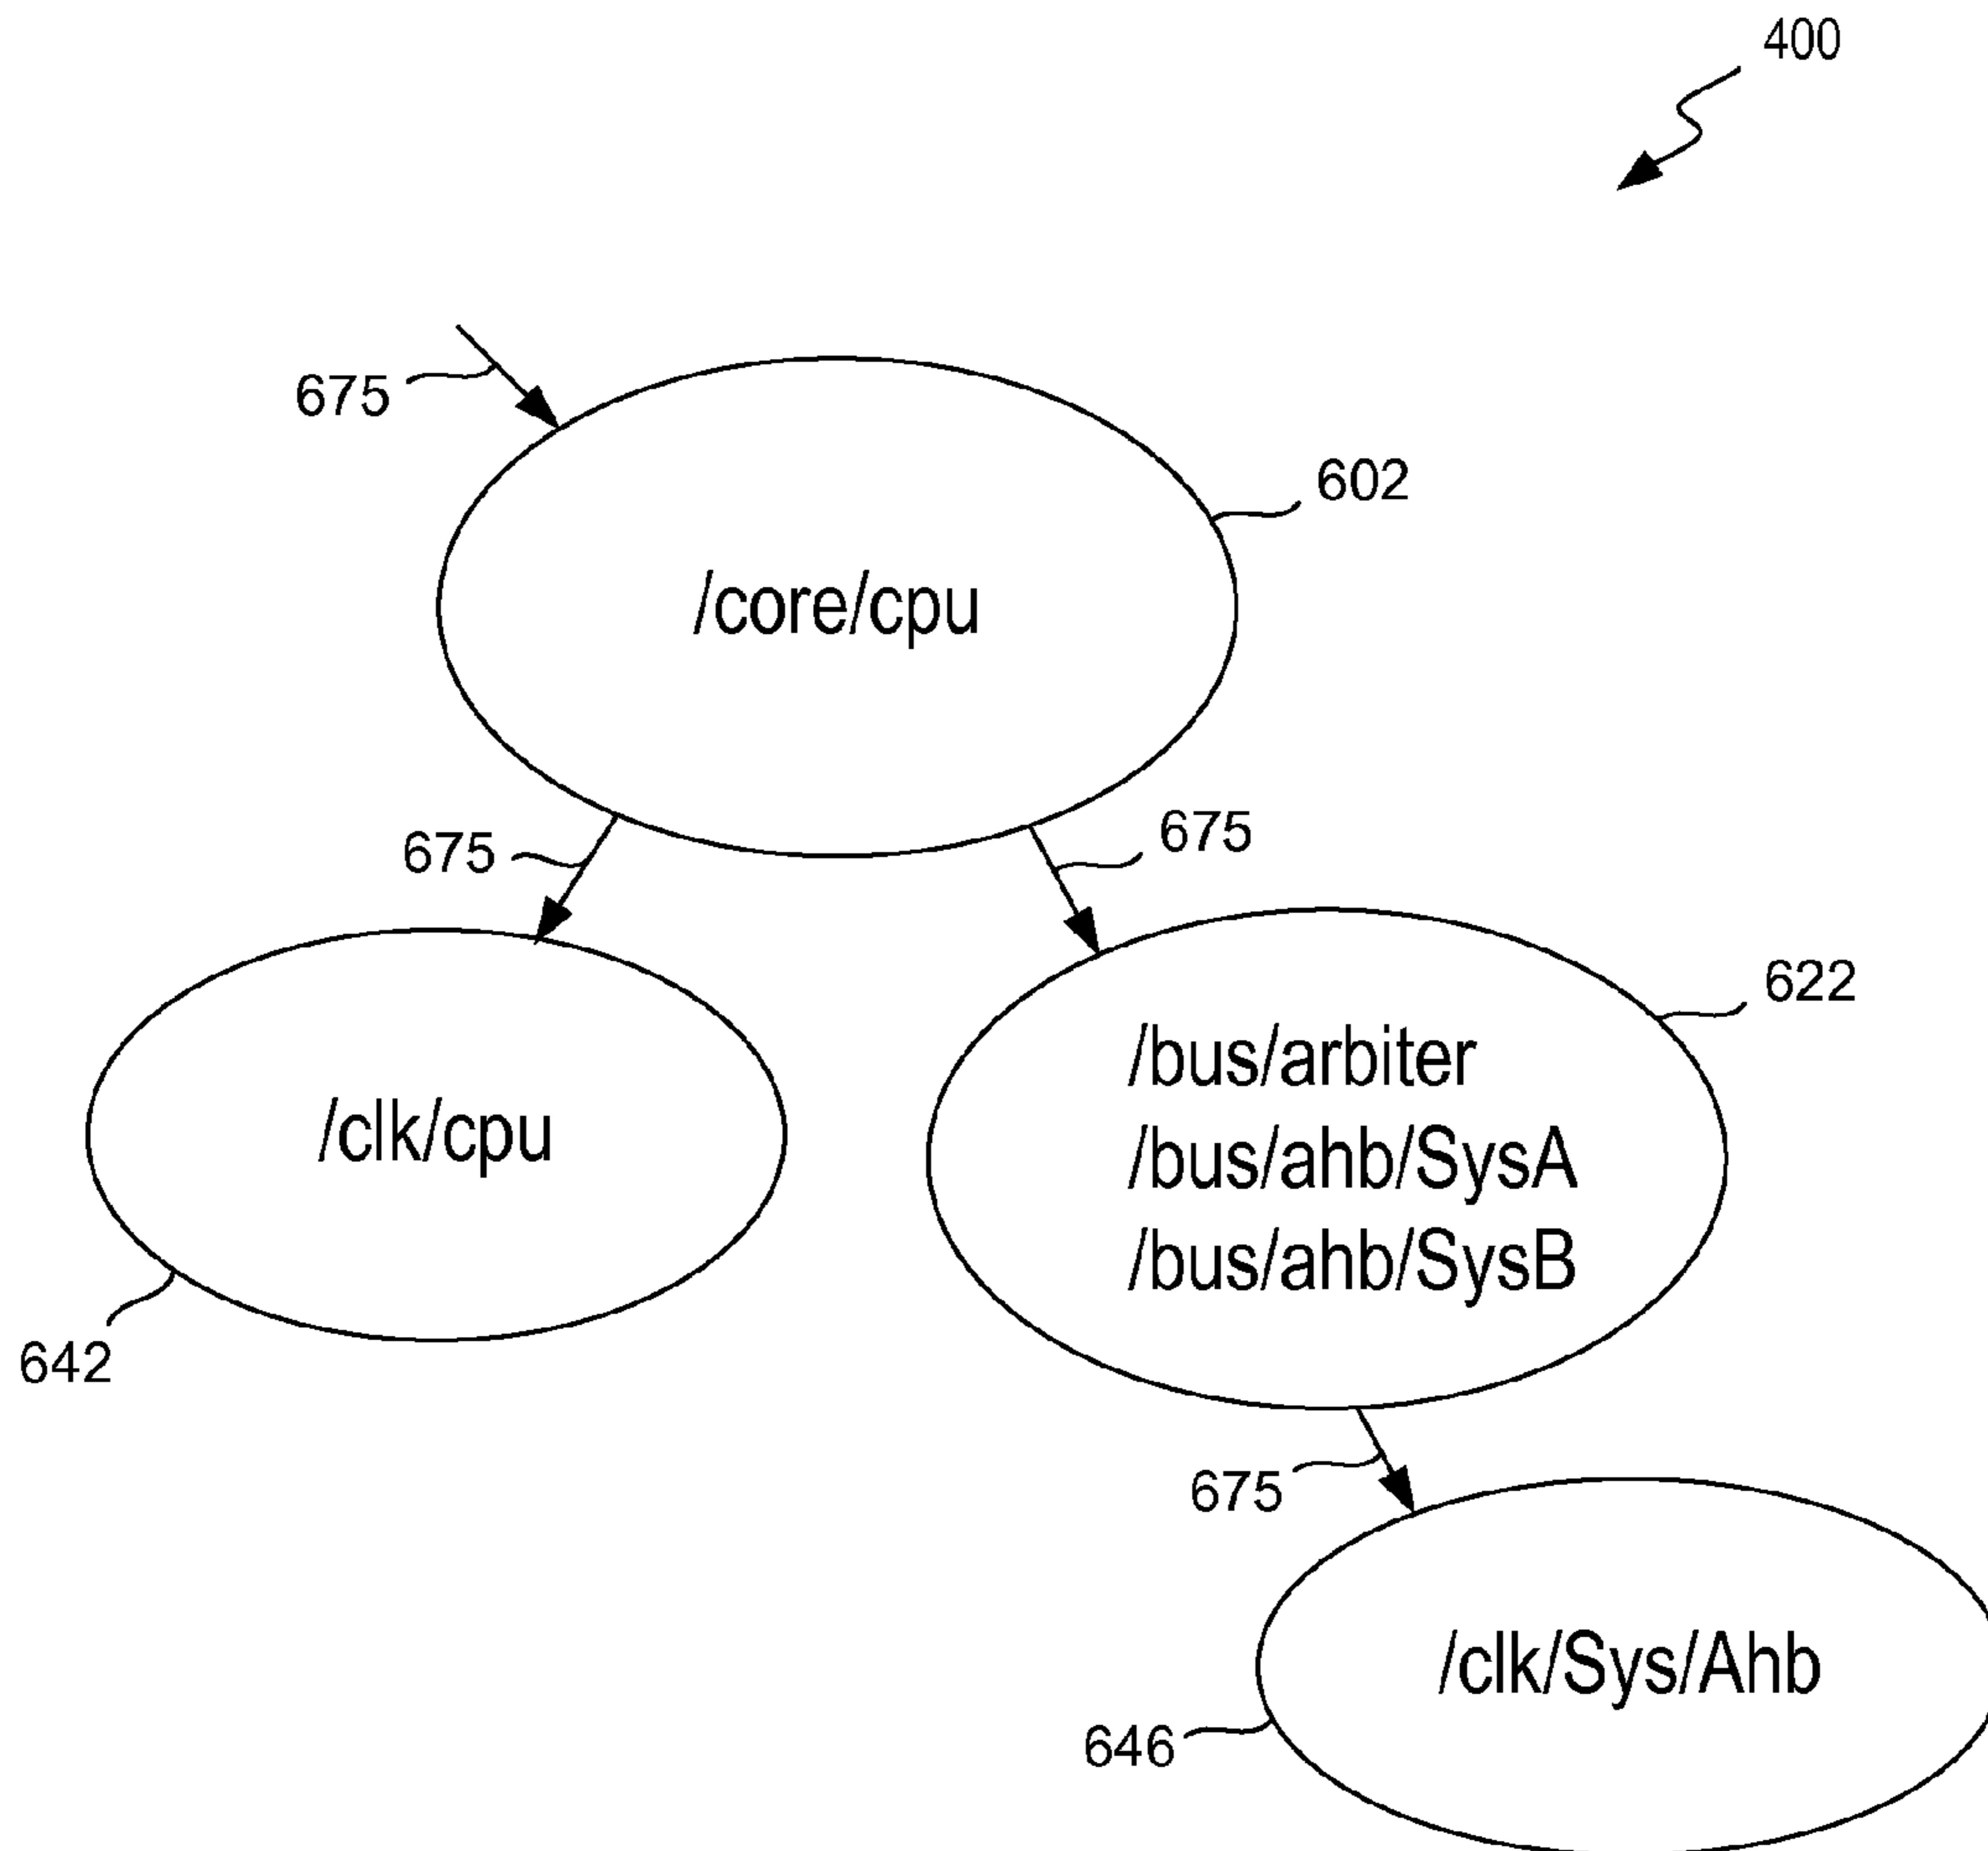 400
675
602
/core/cpu
675
675
622
/bus/arbiter
/clk/cpu
/bus/ahb/SysA
/bus/ahb/SysB
642
675
/clk/Sys/Ahb
646